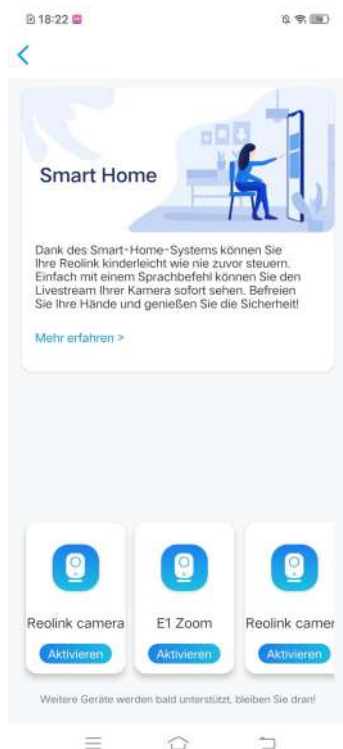 18:22
Smart Home
Dank des Smart-Home-Systems können Sie
Ihre Reolink kinderleicht wie nie zuvor steuern.
Einfach mit einem Sprachbefehl können Sie den
Livestream Ihrer Kamera sofort sehen. Befreien
Sie Ihre Hände und genießen Sie die Sicherheit!
Mehr erfahren >
Reolink camera E1 Zoom Reolink camer
Aktivieren Aktivieren Aktivieren
Weitere Geräte werden bald unterstützt, bleiben Sie dran!